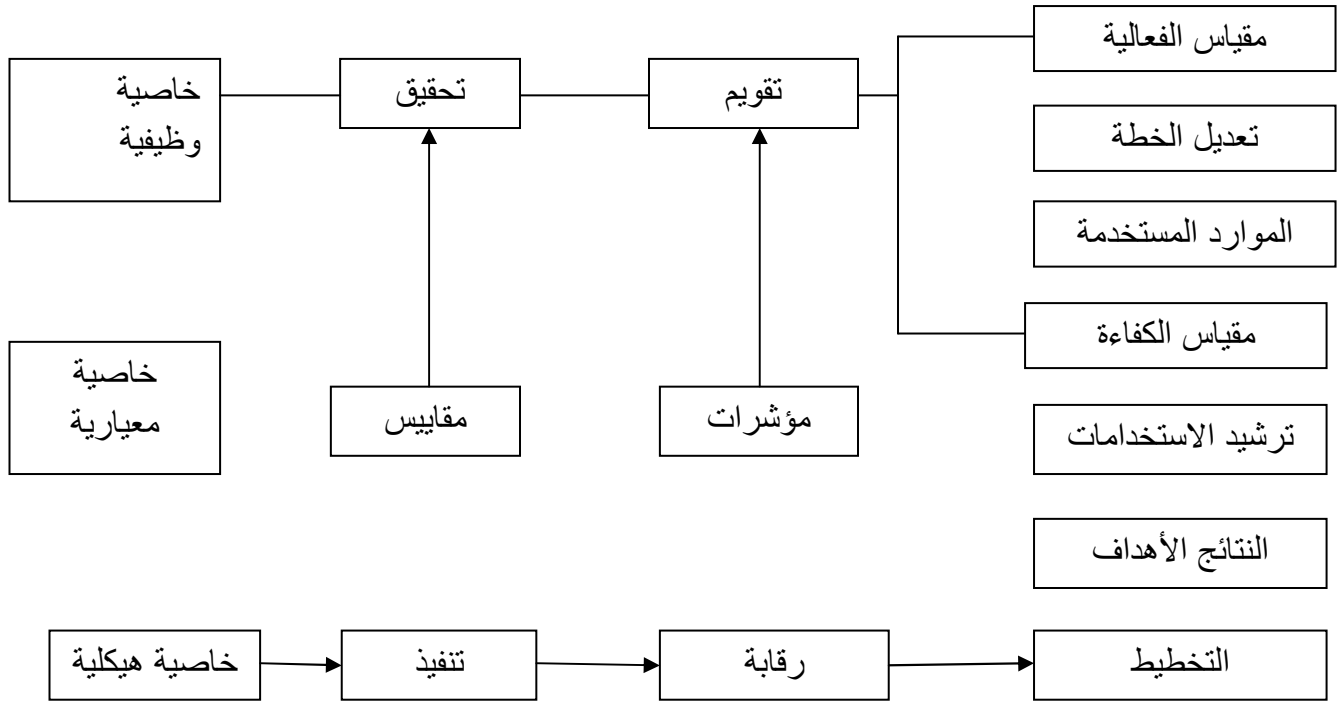 مقياس الفعالية
تقويم
تحقيق
خاصية
وظيفية
تعديل الخطة
الموارد المستخدمة
مقياس الكفاءة
خاصية
معيارية
مؤشرات
مقاييس
ترشيد الاستخدامات
النتائج الأهداف
التخطيط
رقابة
تنفيذ
خاصية هيكلية